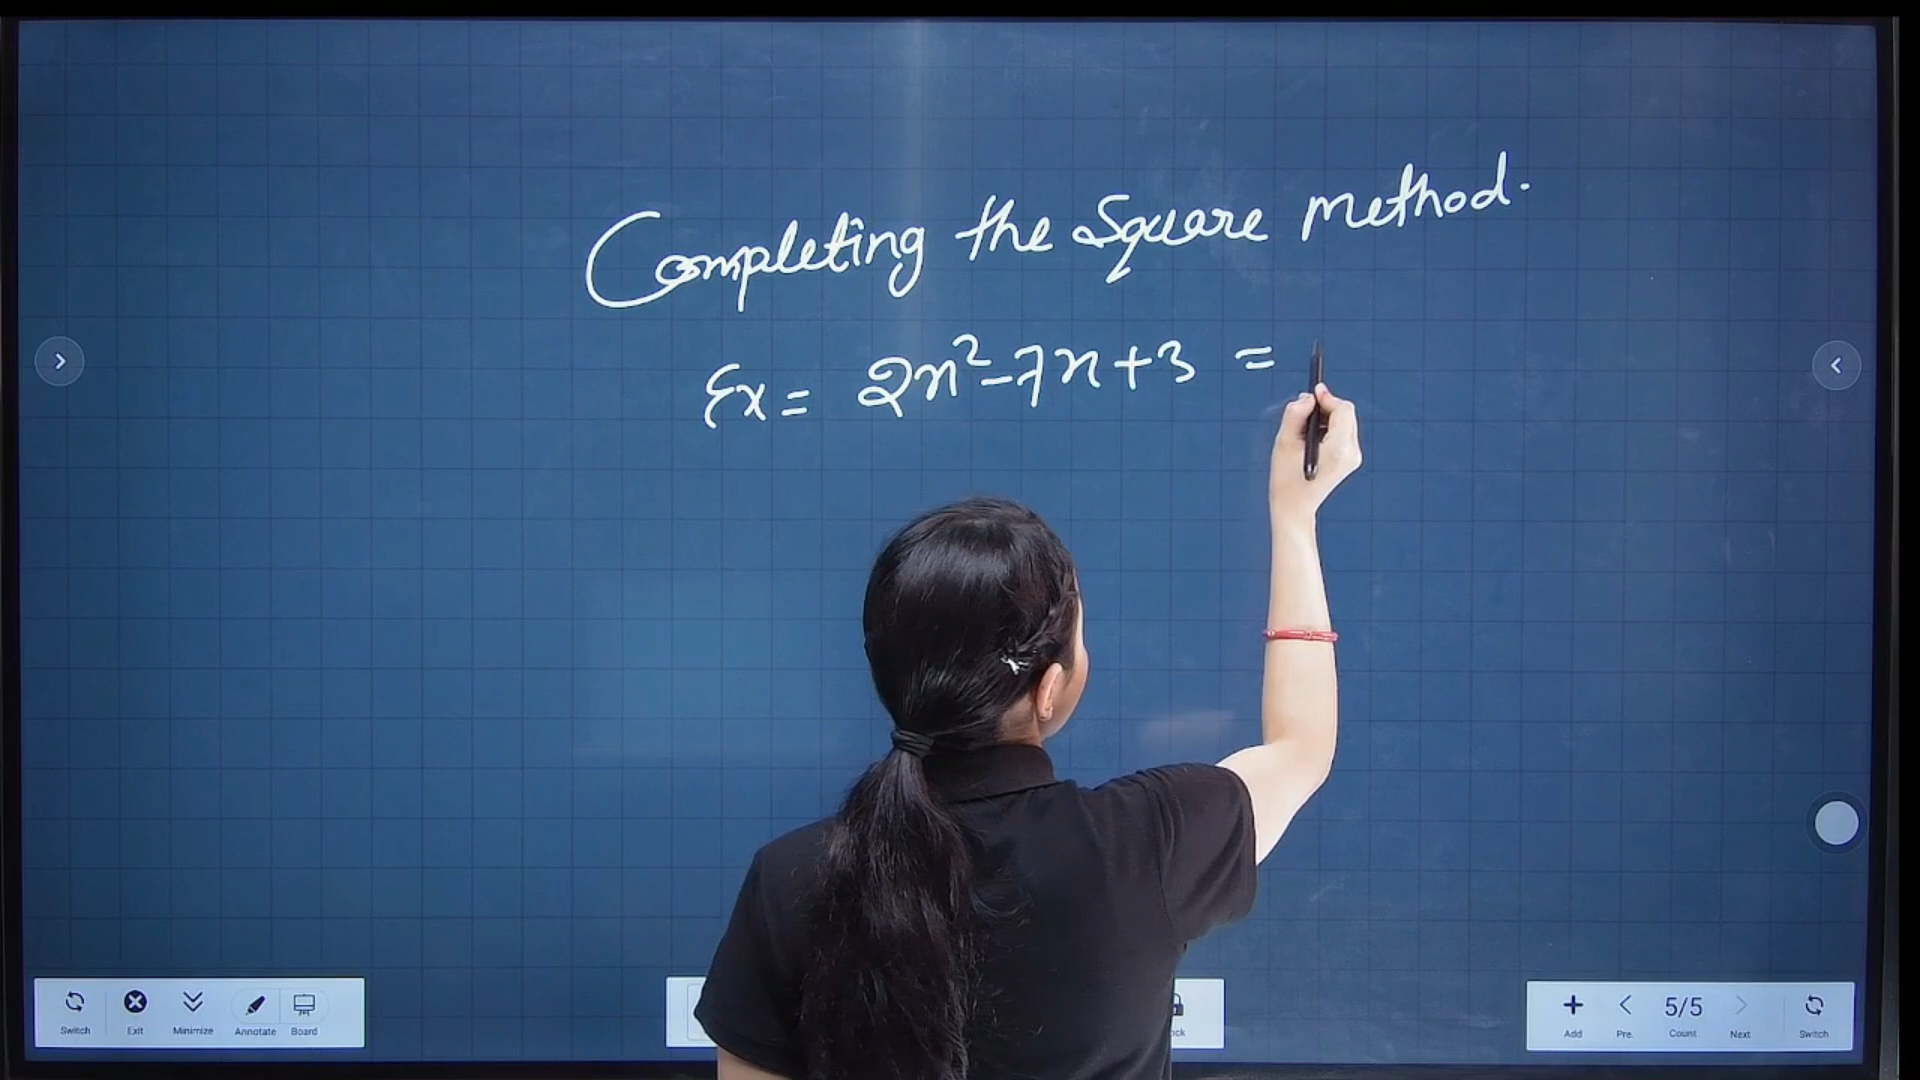 Completing the Square Method.
Ex = 2x²-7x+3 =
Switch Exit Minimize Annotate Board
5/5
Add Pre. Count Next Switch